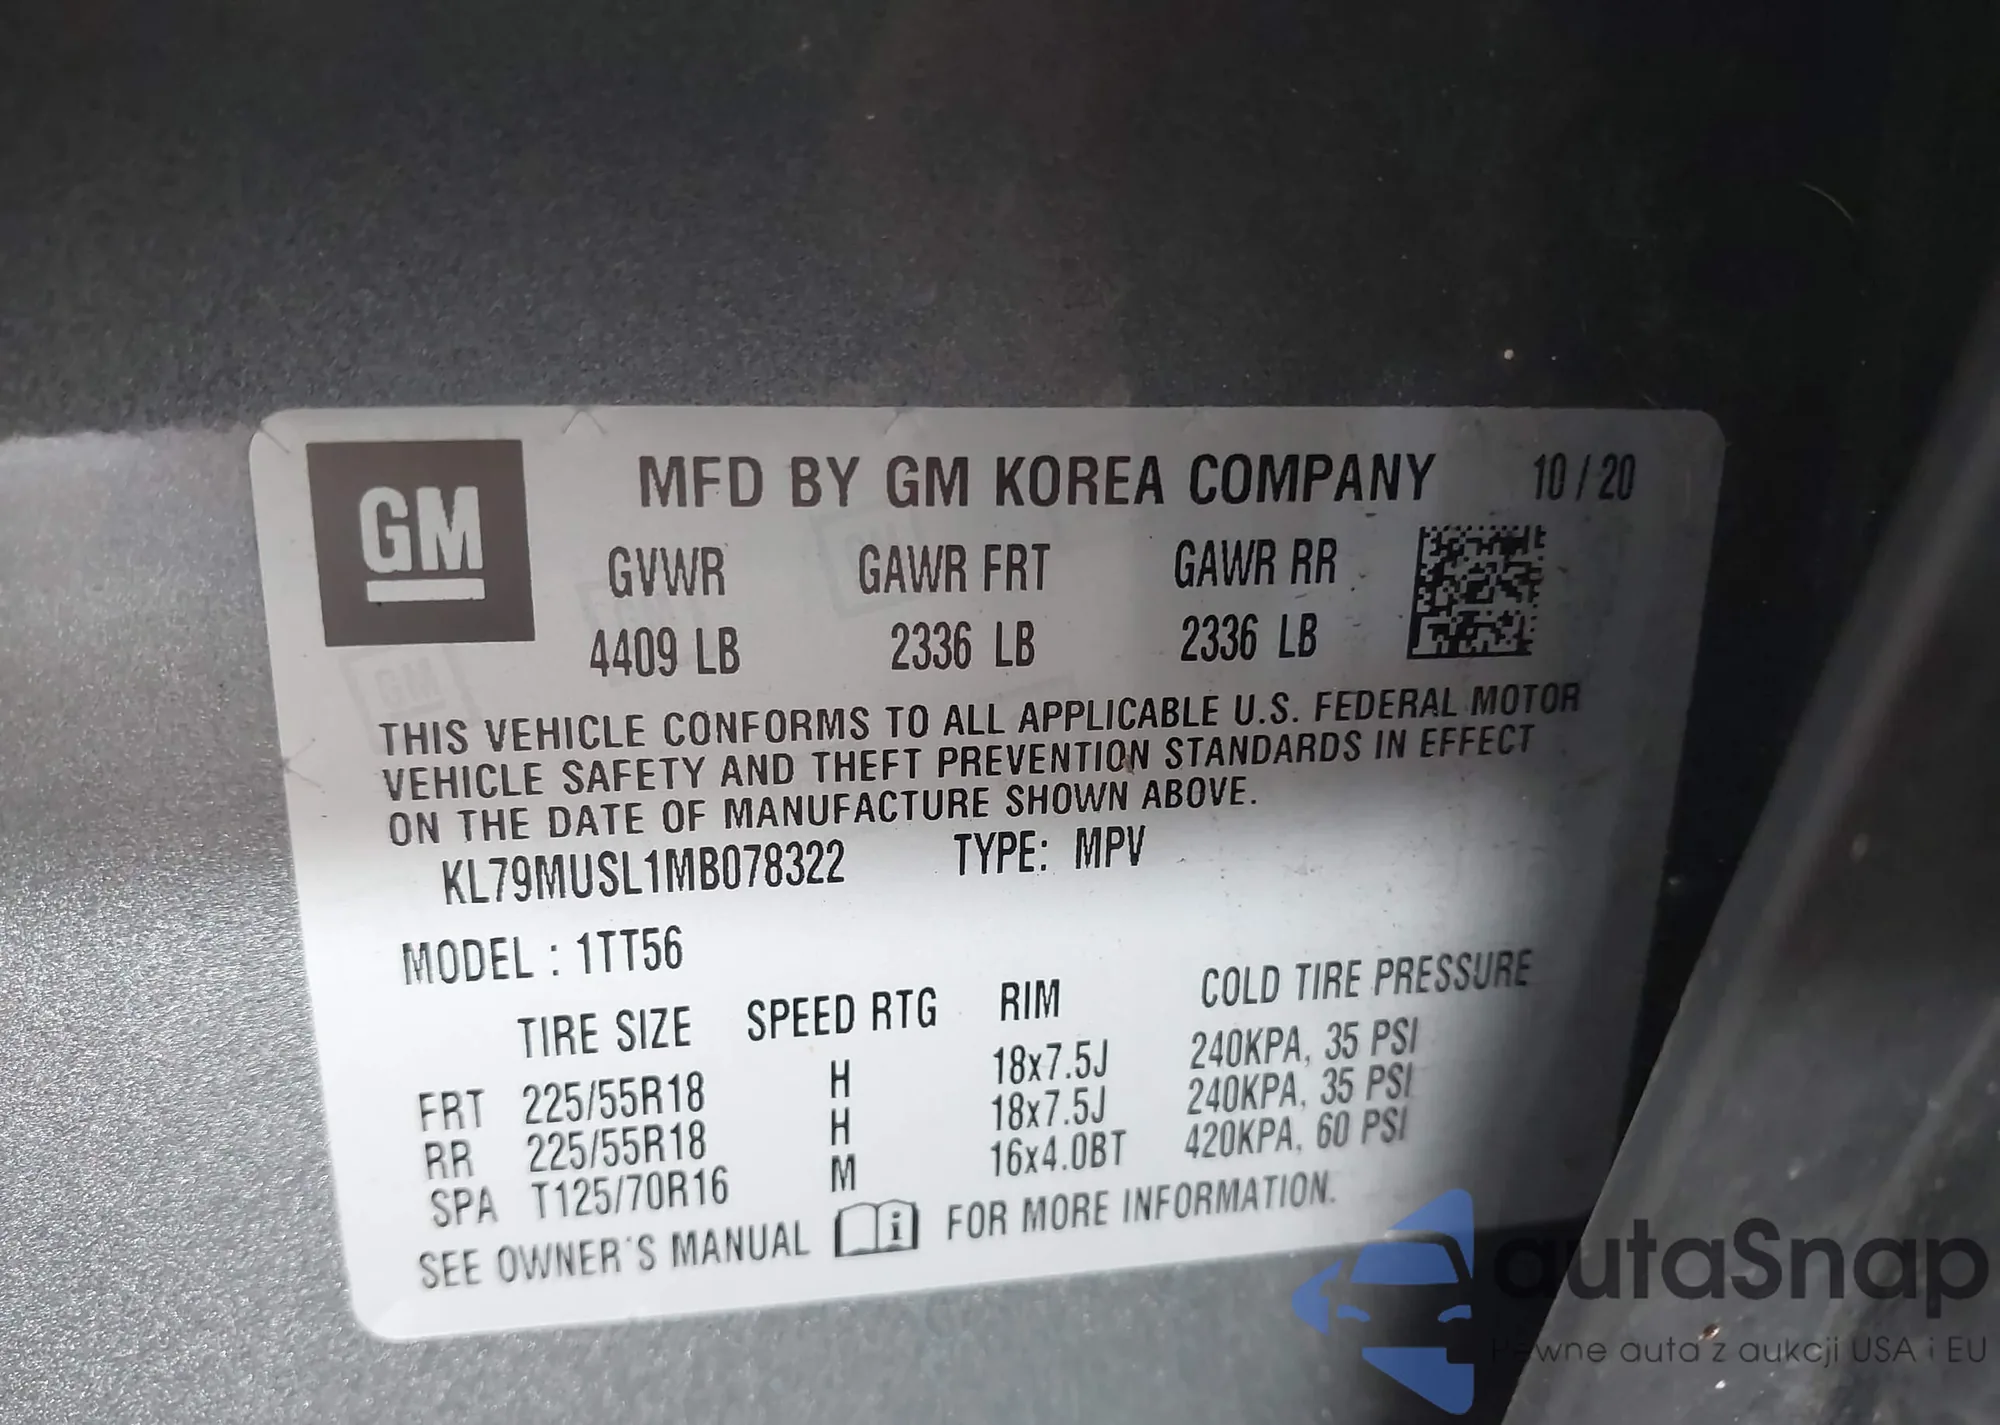 GM
MFD BY GM KOREA COMPANY 10/20
GVWR GAWR FRT GAWR RR
4409 LB 2336 LB 2336 LB
THIS VEHICLE CONFORMS TO ALL APPLICABLE U.S. FEDERAL MOTOR
VEHICLE SAFETY AND THEFT PREVENTION STANDARDS IN EFFECT
ON THE DATE OF MANUFACTURE SHOWN ABOVE.
KL79MUSL1MB078322 TYPE: MPV
MODEL : 1TT56
TIRE SIZE SPEED RTG RIM COLD TIRE PRESSURE
FRT 225/55R18 H 18x7.5J 240KPA, 35 PSI
RR 225/55R18 H 18x7.5J 240KPA, 35 PSI
SPA T125/70R16 M 16x4.0BT 420KPA, 60 PSI
SEE OWNER'S MANUAL i FOR MORE INFORMATION.
autaSnap
Pewne auta z aukcji USA i EU